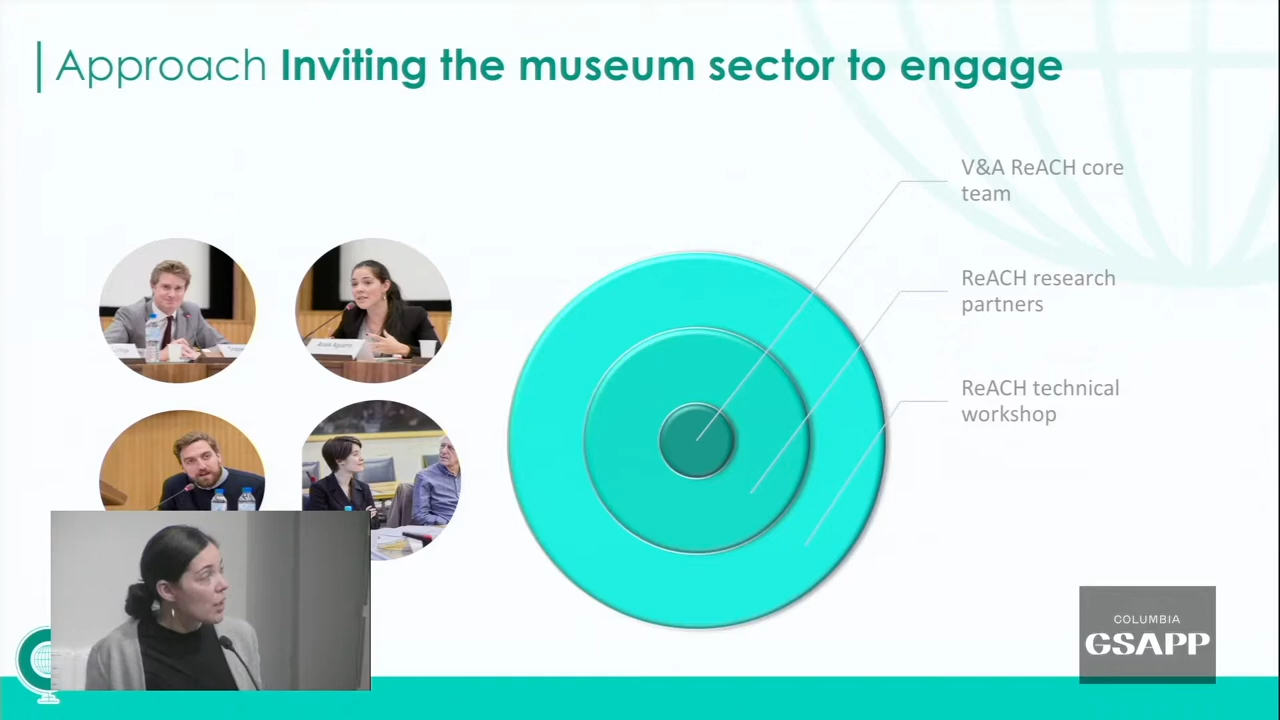 Approach Inviting the museum sector to engage
V&A ReACH core
team
ReACH research
partners
ReACH technical
workshop
COLUMBIA
GSAPP